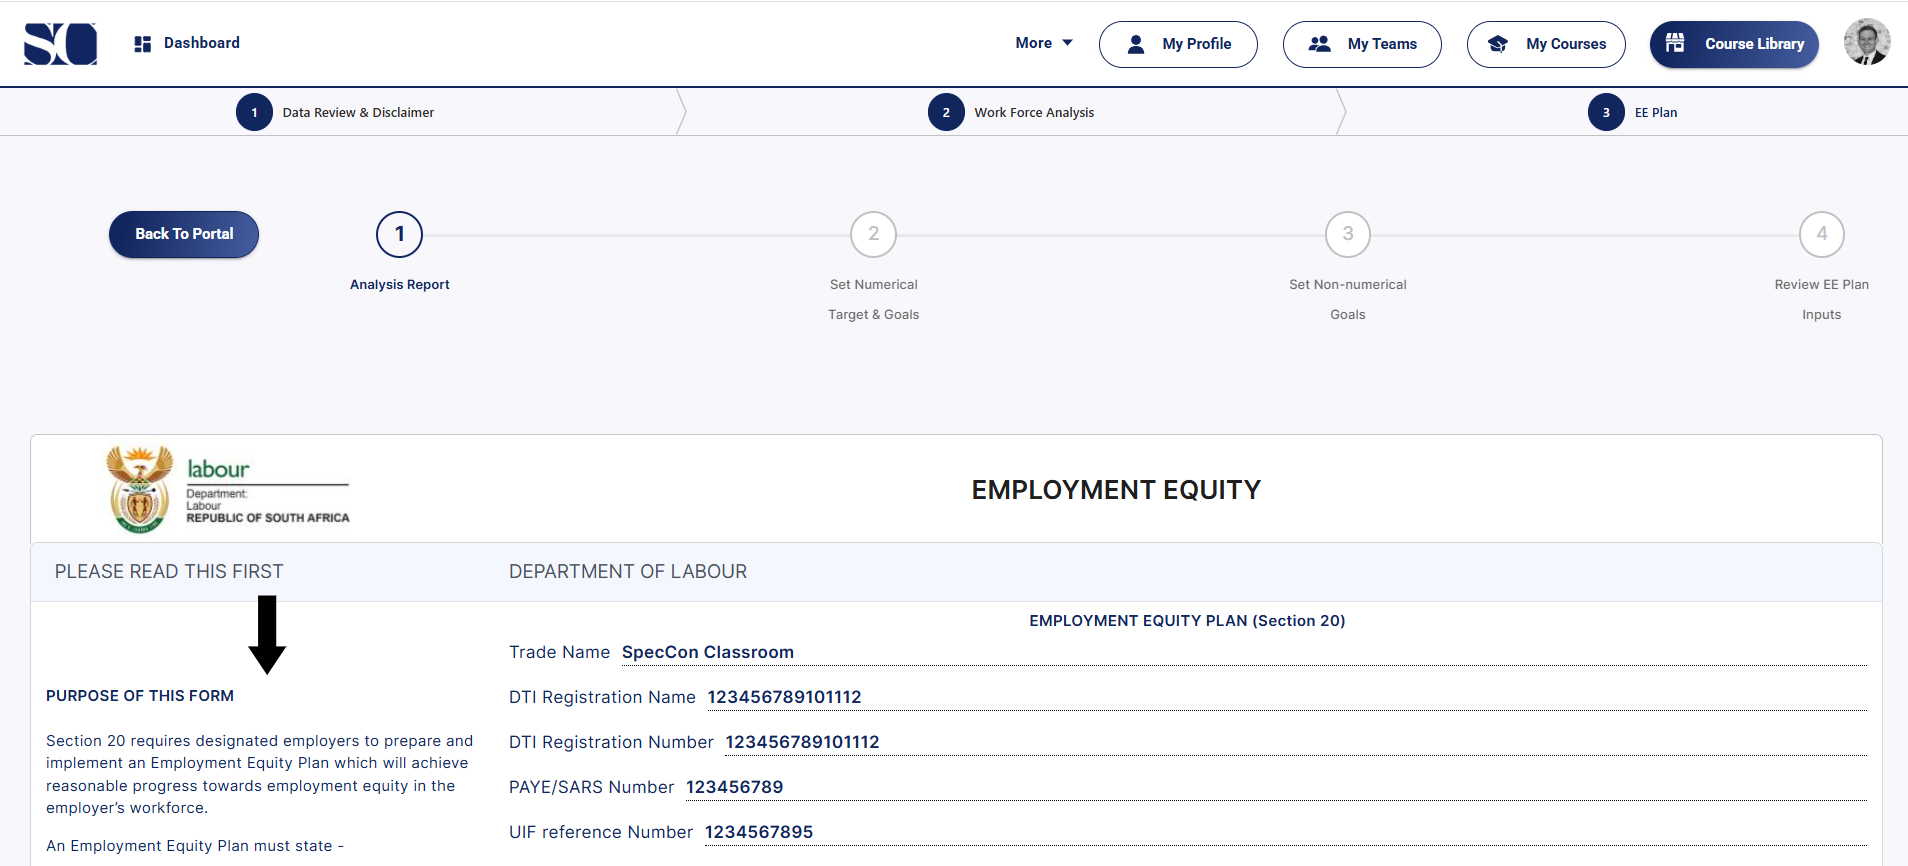 SO
Dashboard
More
My Profile
My Teams
My Courses
Course Library
1 Data Review & Disclaimer
2 Work Force Analysis
3 EE Plan
Back To Portal
1
2
3
4
Analysis Report
Set Numerical
Target & Goals
Set Non-numerical
Goals
Review EE Plan
Inputs
labour
Department:
Labour
REPUBLIC OF SOUTH AFRICA
EMPLOYMENT EQUITY
PLEASE READ THIS FIRST
DEPARTMENT OF LABOUR
PURPOSE OF THIS FORM
Section 20 requires designated employers to prepare and
implement an Employment Equity Plan which will achieve
reasonable progress towards employment equity in the
employer’s workforce.
An Employment Equity Plan must state -
EMPLOYMENT EQUITY PLAN (Section 20)
Trade Name SpecCon Classroom
DTI Registration Name 123456789101112
DTI Registration Number 123456789101112
PAYE/SARS Number 123456789
UIF reference Number 1234567895